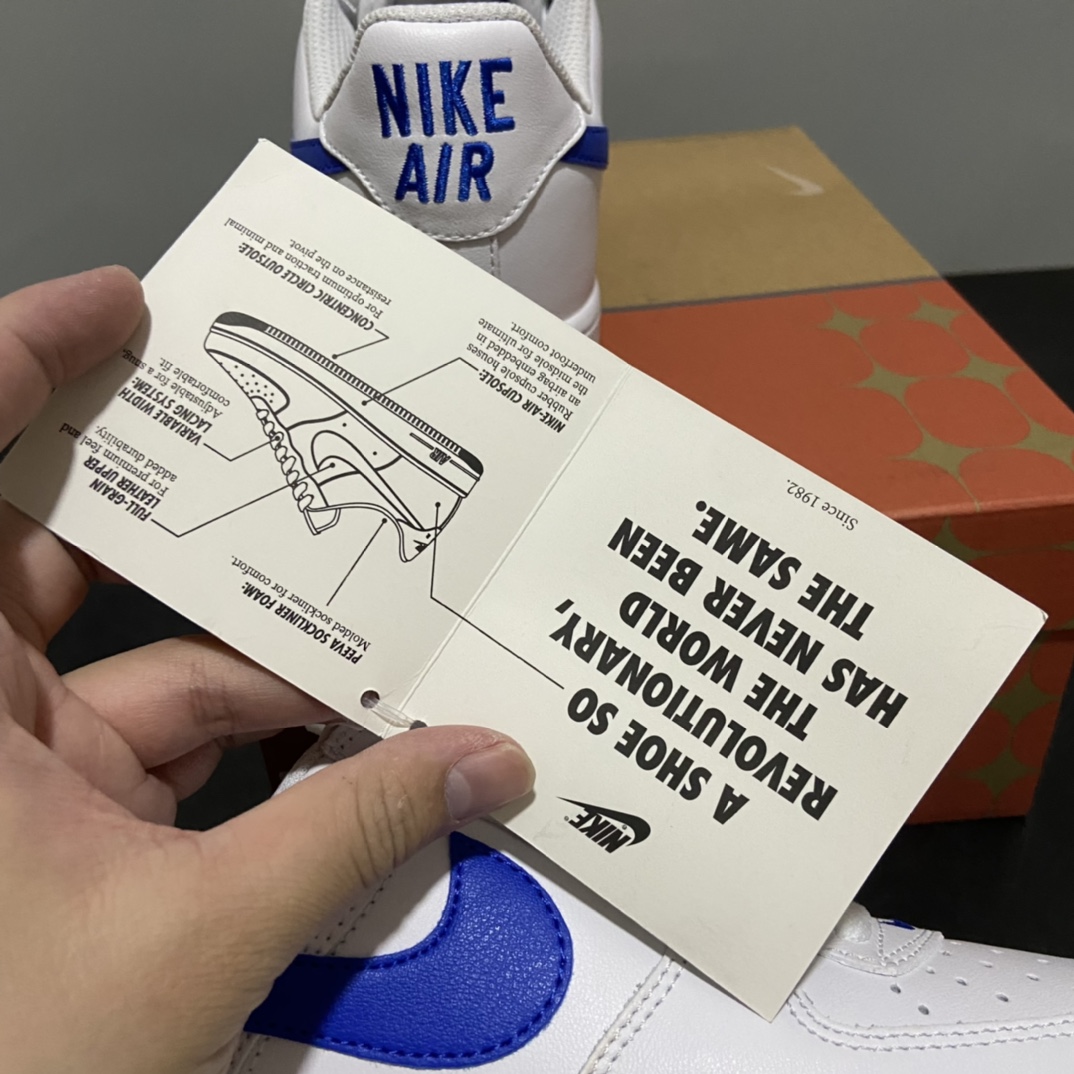 NIKE
AIR
NIKE
A SHOE SO
REVOLUTIONARY,
THE WORLD
HAS NEVER BEEN
THE SAME.
Since 1982.
PEEVA SOCKLINER FOAM:
Molded sockliner for comfort.
FULL-GRAIN
LEATHER UPPER
For premium feel and
added durability.
VARIABLE WIDTH
LACING SYSTEM:
Adjustable for a snug,
comfortable fit.
NIKE-AIR CUPSOLE:
Rubber cupsole houses
an airbag embedded in
the midsole for ultimate
underfoot comfort.
CONCENTRIC CIRCLE OUTSOLE:
For optimum traction and minimal
resistance on the pivot.
AIR